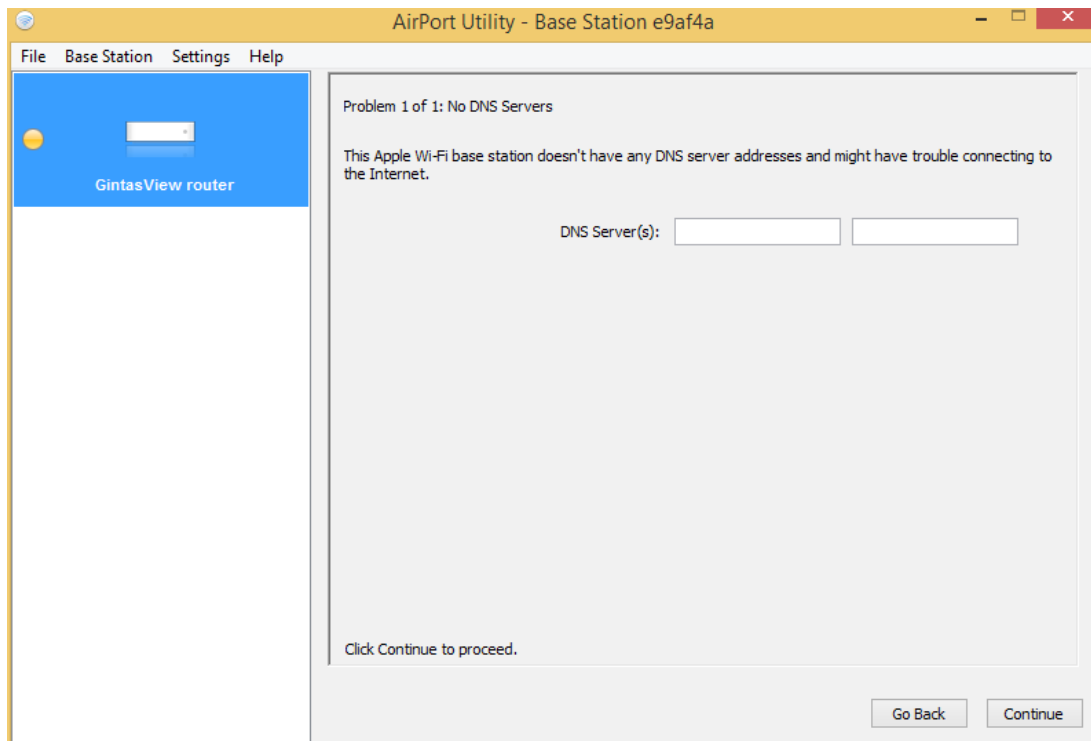 AirPort Utility - Base Station e9af4a
File Base Station Settings Help
GintasView router
Problem 1 of 1: No DNS Servers
This Apple Wi-Fi base station doesn't have any DNS server addresses and might have trouble connecting to
the Internet.
DNS Server(s):
Click Continue to proceed.
Go Back Continue